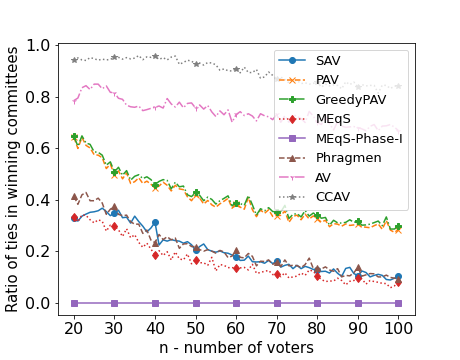 Ratio of ties in winning committees
1.0
0.8
0.6
0.4
0.2
0.0
SAV
PAV
GreedyPAV
MEqS
MEqS-Phase-I
Phragmen
AV
CCAV
20 30 40 50 60 70 80 90 100
n - number of voters